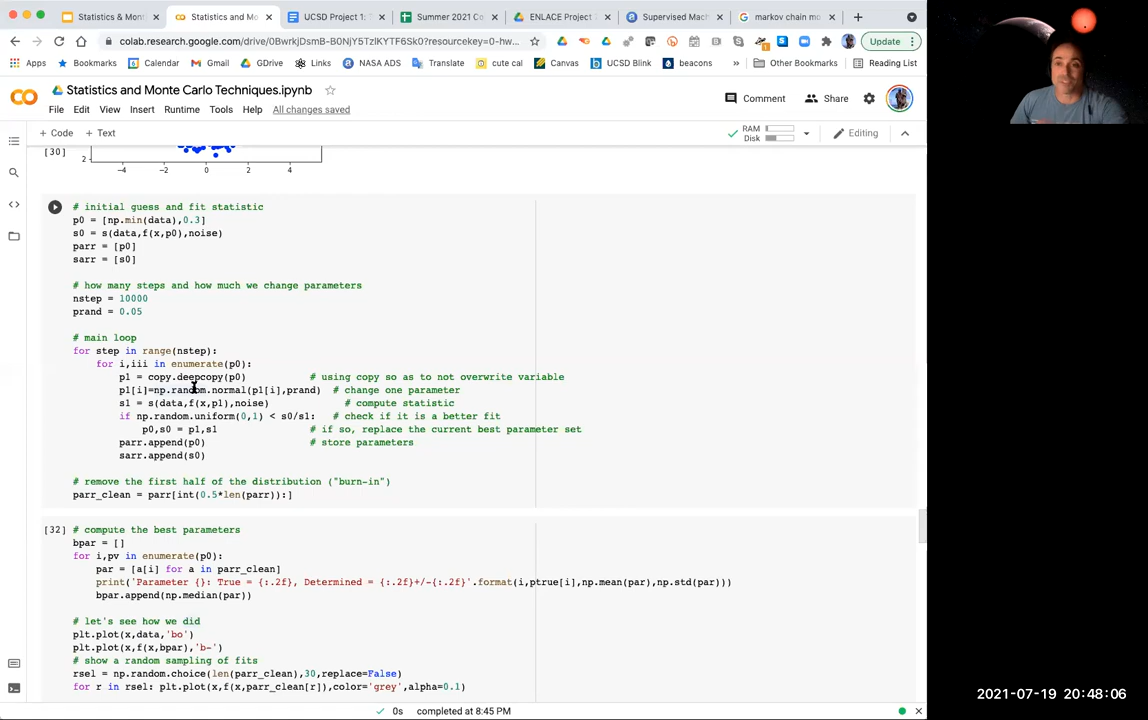 Statistics & Mont
Statistics and Mo
UCSD Project 1: T
Summer 2021 Co
ENLACE Project
Supervised Mac
markov chain mo
colab.research.google.com/drive/0BwrkjDsmB-B0NjY5TzlKYTF6Sk0?resourcekey=0-hw...
Update
Apps
Bookmarks
Calendar
Gmail
GDrive
Links
NASA ADS
Translate
cute cal
Canvas
UCSD Blink
beacons
»
Other Bookmarks
Reading List
Statistics and Monte Carlo Techniques.ipynb
Comment
Share
File Edit View Insert Runtime Tools Help All changes saved
+ Code + Text
RAM
Disk
Editing
[30]
2
−4 −2 0 2 4
# initial guess and fit statistic
p0 = [np.min(data),0.3]
s0 = s(data,f(x,p0),noise)
parr = [p0]
sarr = [s0]
# how many steps and how much we change parameters
nstep = 10000
prand = 0.05
# main loop
for step in range(nstep):
for i,iii in enumerate(p0):
p1 = copy.deepcopy(p0) # using copy so as to not overwrite variable
p1[i]=np.random.normal(p1[i],prand) # change one parameter
s1 = s(data,f(x,p1),noise) # compute statistic
if np.random.uniform(0,1) < s0/s1: # check if it is a better fit
p0,s0 = p1,s1 # if so, replace the current best parameter set
parr.append(p0) # store parameters
sarr.append(s0)
# remove the first half of the distribution ("burn-in")
parr_clean = parr[int(0.5*len(parr)):]
[32] # compute the best parameters
bpar = []
for i,pv in enumerate(p0):
par = [a[i] for a in parr_clean]
print('Parameter {}: True = {:.2f}, Determined = {:.2f}+/-{:.2f}'.format(i,ptrue[i],np.mean(par),np.std(par)))
bpar.append(np.median(par))
# let's see how we did
plt.plot(x,data,'bo')
plt.plot(x,f(x,bpar),'b-')
# show a random sampling of fits
rsel = np.random.choice(len(parr_clean),30,replace=False)
for r in rsel: plt.plot(x,f(x,parr_clean[r]),color='grey',alpha=0.1)
0s completed at 8:45 PM
2021-07-19 20:48:06